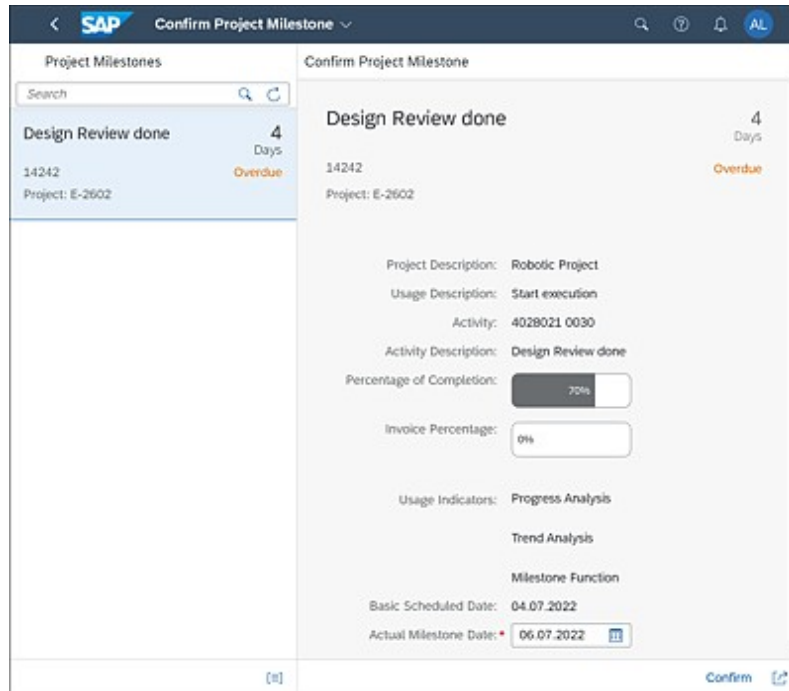 SAP Confirm Project Milestone
AL
Project Milestones
Search
Design Review done 4
Days
14242 Overdue
Project: E-2602
Confirm Project Milestone
Design Review done 4
Days
14242 Overdue
Project: E-2602
Project Description: Robotic Project
Usage Description: Start execution
Activity: 4028021 0030
Activity Description: Design Review done
Percentage of Completion: 70%
Invoice Percentage: 0%
Usage Indicators: Progress Analysis
Trend Analysis
Milestone Function
Basic Scheduled Date: 04.07.2022
Actual Milestone Date: * 06.07.2022
Confirm